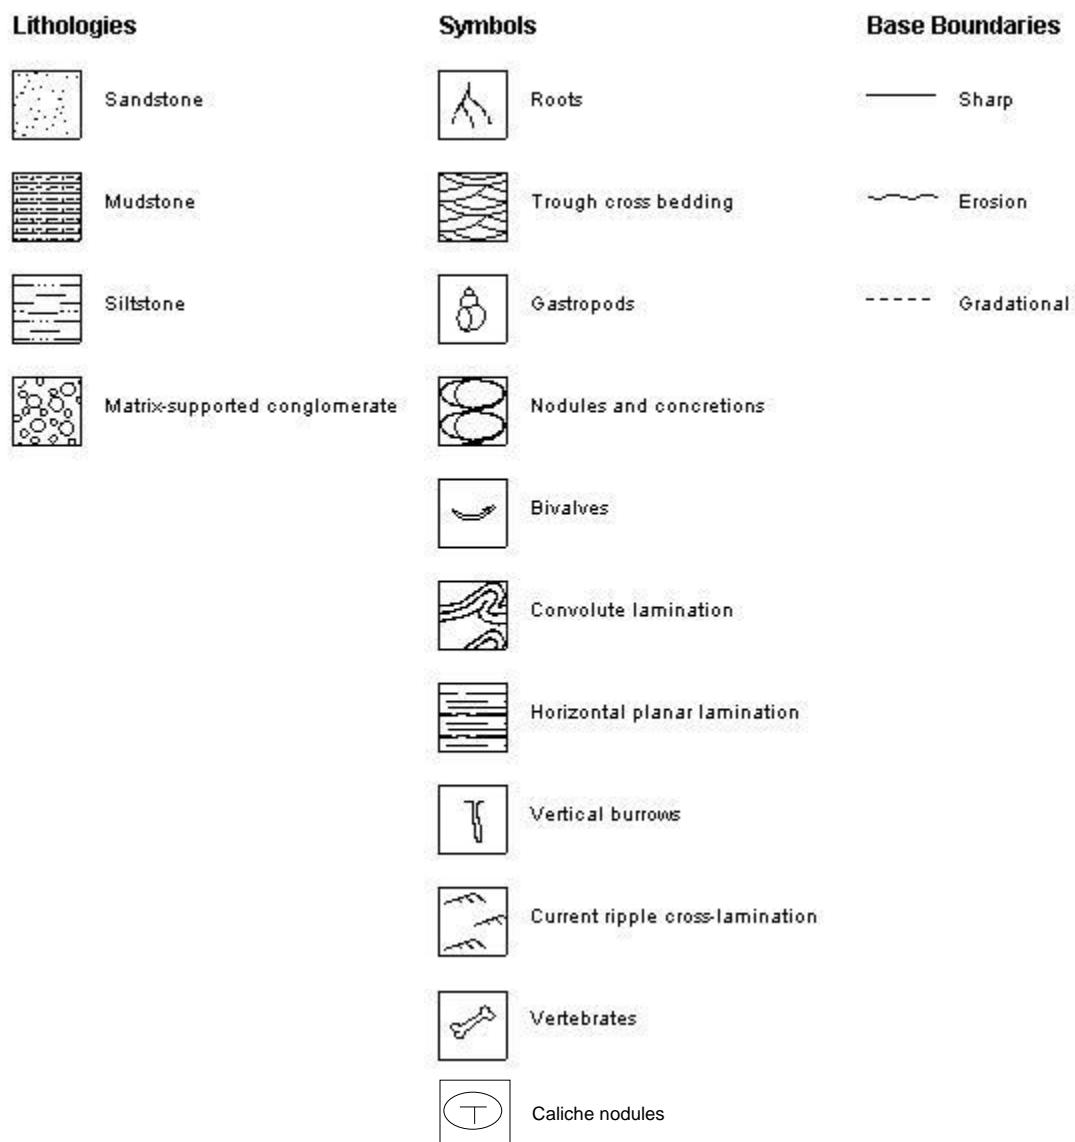 Lithologies
Symbols
Base Boundaries
Sandstone
Roots
Sharp
Mudstone
Trough cross bedding
Erosion
Siltstone
Gastropods
Gradational
Matrix-supported conglomerate
Nodules and concretions
Bivalves
Convolute lamination
Horizontal planar lamination
Vertical burrows
Current ripple cross-lamination
Vertebrates
Caliche nodules